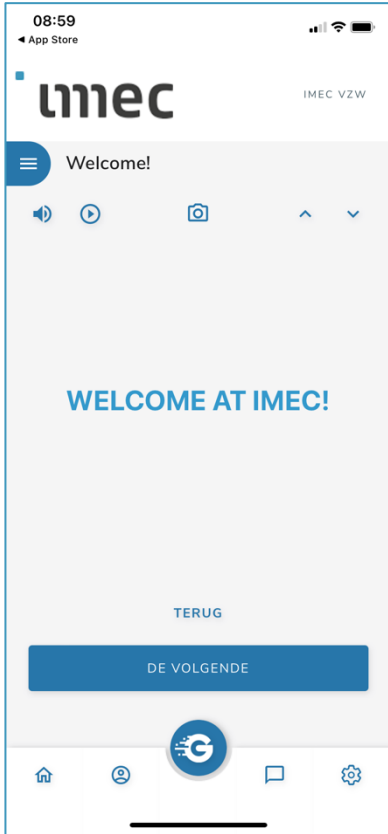 08:59
◀ App Store
imec
IMEC VZW
Welcome!
WELCOME AT IMEC!
TERUG
DE VOLGENDE
G